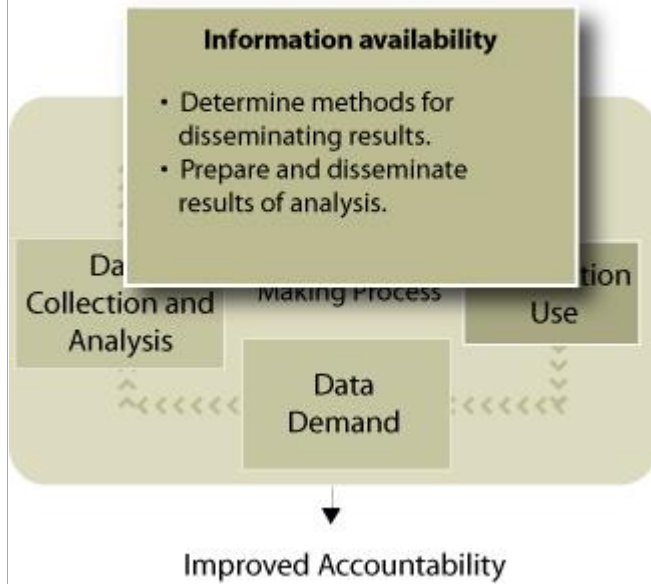 Information availability
• Determine methods for
disseminating results.
• Prepare and disseminate
results of analysis.
Collection and
Analysis
Making Process
Use
Data
Demand
Improved Accountability